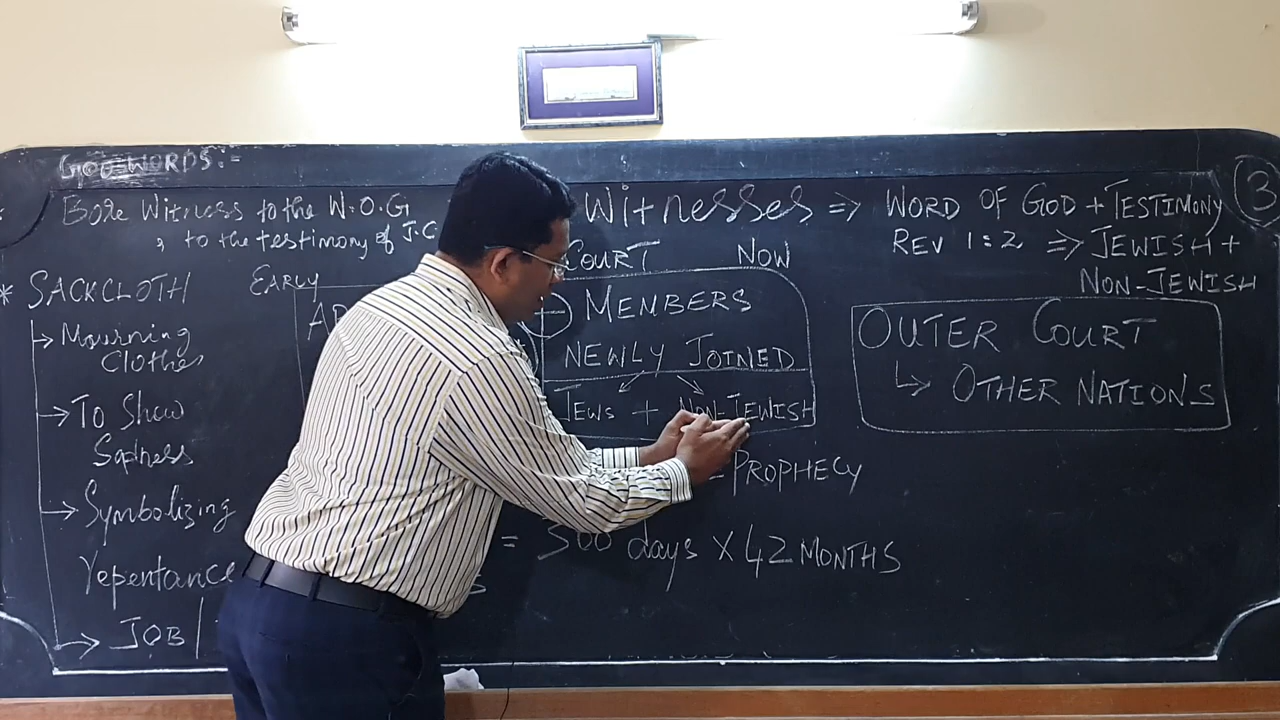 GOD WORDS:-
Bore Witness to the W.O.G
, to the testimony of J.C
Witnesses => WORD OF GOD + TESTIMONY
REV 1:2 => JEWISH +
NON-JEWISH
3
* SACKCLOTH
Mourning
Clothes
To Show
Sadness
Symbolizing
repentance
JOB
EARLY
COURT NOW
MEMBERS
NEWLY JOINED
JEWS + NON-JEWISH
OUTER COURT
OTHER NATIONS
= PROPHECY
= 300 days X 42 MONTHS